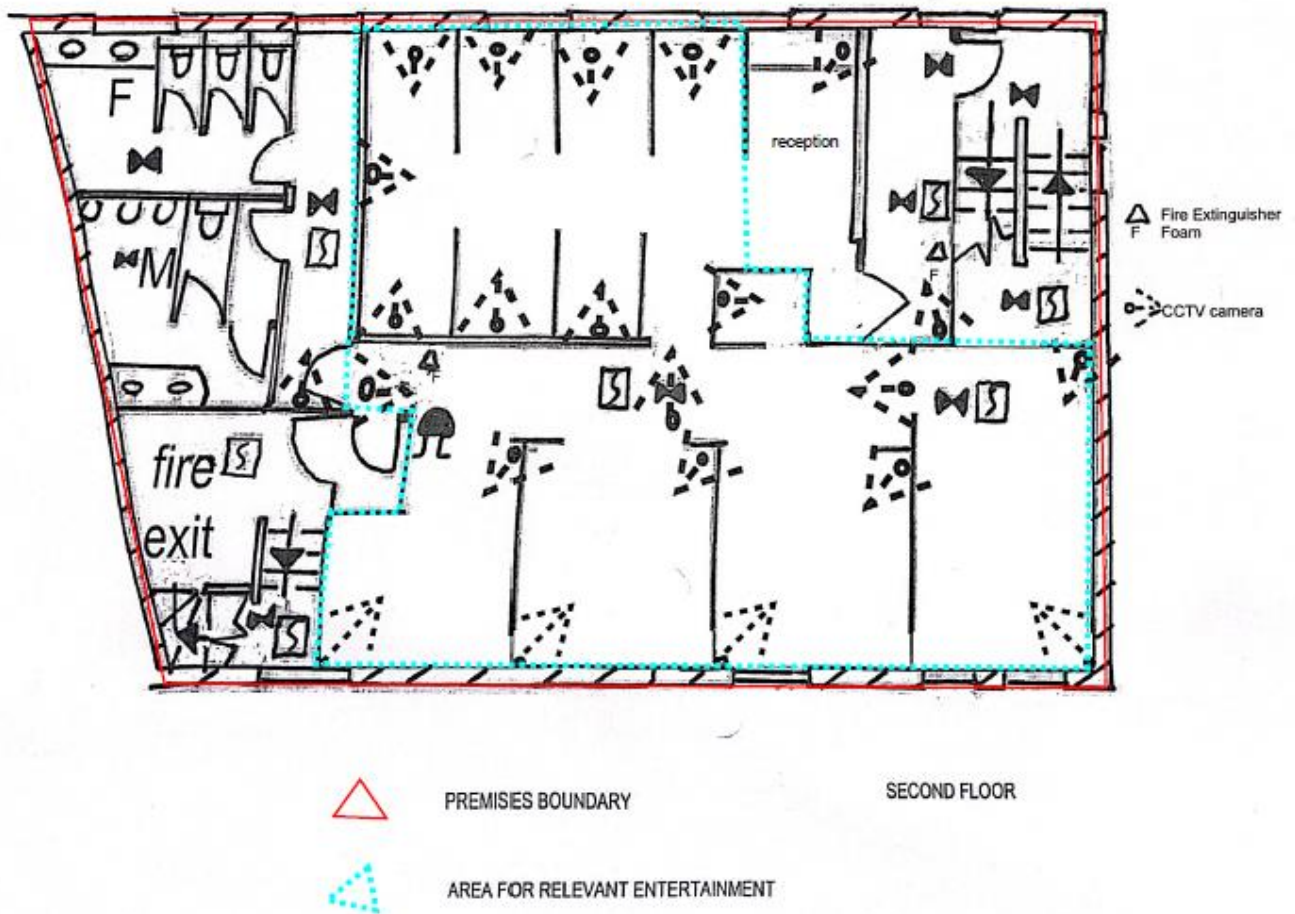 F
reception
M
Fire Extinguisher
F Foam
F
CCTV camera
F
fire
exit
PREMISES BOUNDARY
SECOND FLOOR
AREA FOR RELEVANT ENTERTAINMENT